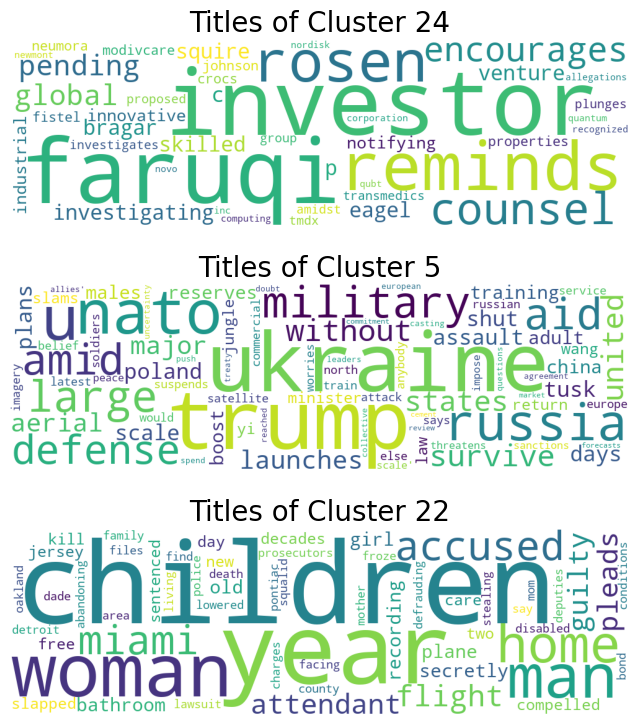 Titles of Cluster 24
neumora modivcare squire nordisk rosen encourages
newmont pending johnson crocs venture allegations
global proposed c investor plunges
fistel innovative corporation quantum
industrial bragar group notifying properties recognized
investigates skilled
faruqi novo p reminds
qubt transmedics
investigating inc amidst eagel counsel
computing tmdx
Titles of Cluster 5
allies' males reserves doubt european training service
plans slams u nato uncertainty military russian shut aid
belief soldiers major jungle commercial without commitment casting assault adult united
imagery amid poland treaty ukraine anybody questions wang
latest peace push worries leaders north impose china agreement
suspends train tusk europe
large satellite minister attack states return market
aerial would trump says russia
scale boost yi reached collective else review law threatens sanctions forecasts
defense spend launches scale survive days
Titles of Cluster 22
kill family day decades girl accused
jersey files find prosecutors froze
oakland abandoning sentenced living police new death old pontiac squalid children guilty pleads conditions
dade lowered mother recording defrauding care stealing mom deputies
detroit area year say disabled
free miami two home
woman charges facing plane man bond
county secretly
slapped bathroom lawsuit attendant flight compelled